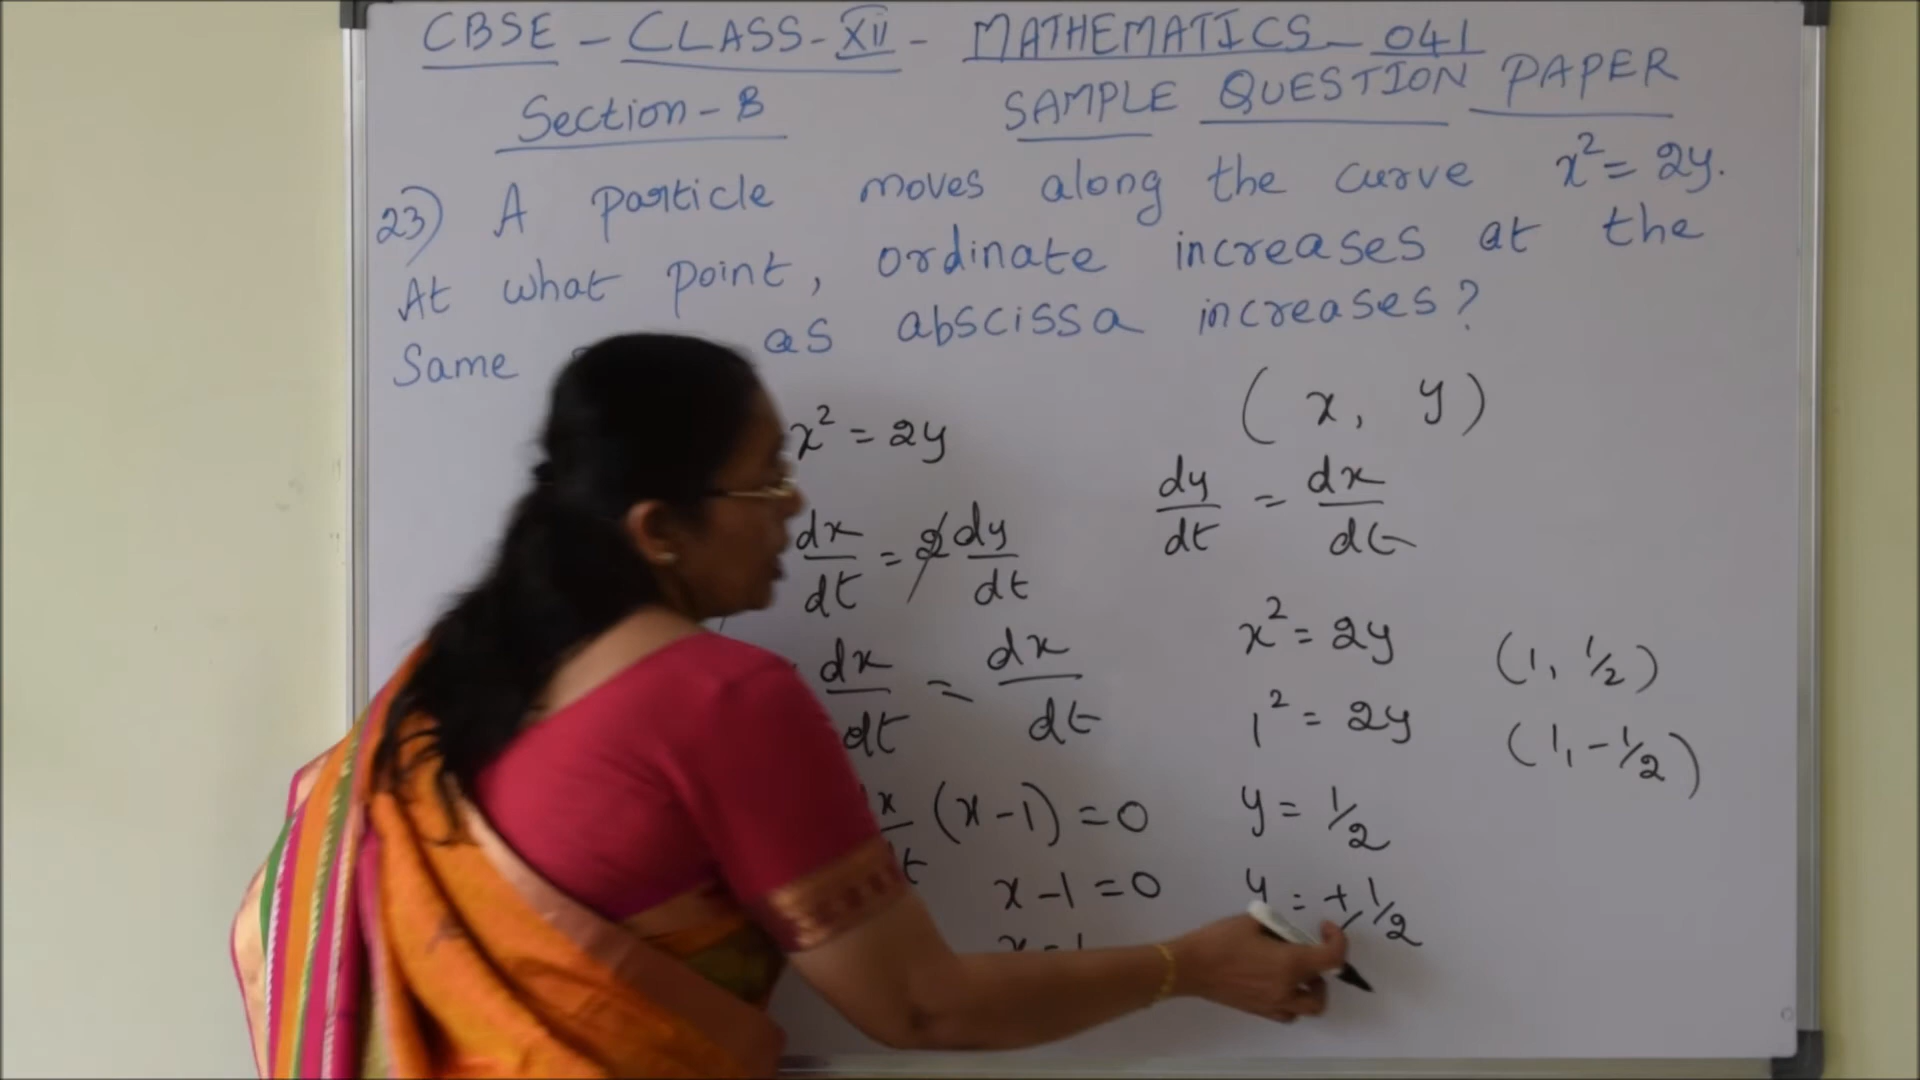 CBSE - CLASS - XII - MATHEMATICS - 041
Section - B SAMPLE QUESTION PAPER
23) A particle moves along the curve x² = 2y.
At what point, ordinate increases at the
Same as abscissa increases?
x² = 2y
dx/dt = 2 dy/dt
dx/dt = dx/dt
(x - 1) = 0
x - 1 = 0
x = 1
(x, y)
dy/dt = dx/dt
x² = 2y
1² = 2y
y = 1/2
y = ± 1/2
(1, 1/2)
(1, -1/2)